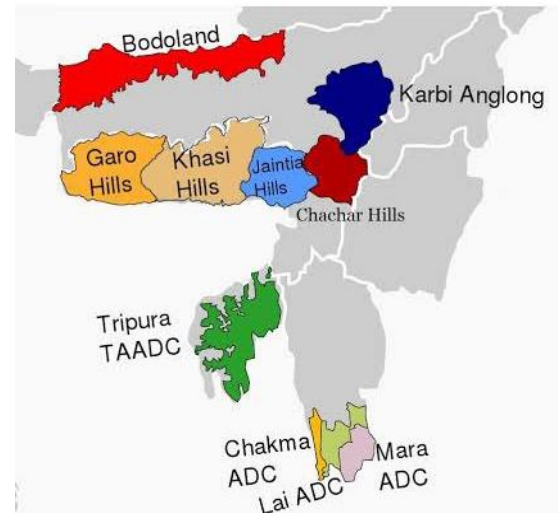 Bodoland
Karbi Anglong
Garo
Hills
Khasi
Hills
Jaintia
Hills
Chachar Hills
Tripura
TAADC
Chakma
ADC
Lai ADC
Mara
ADC